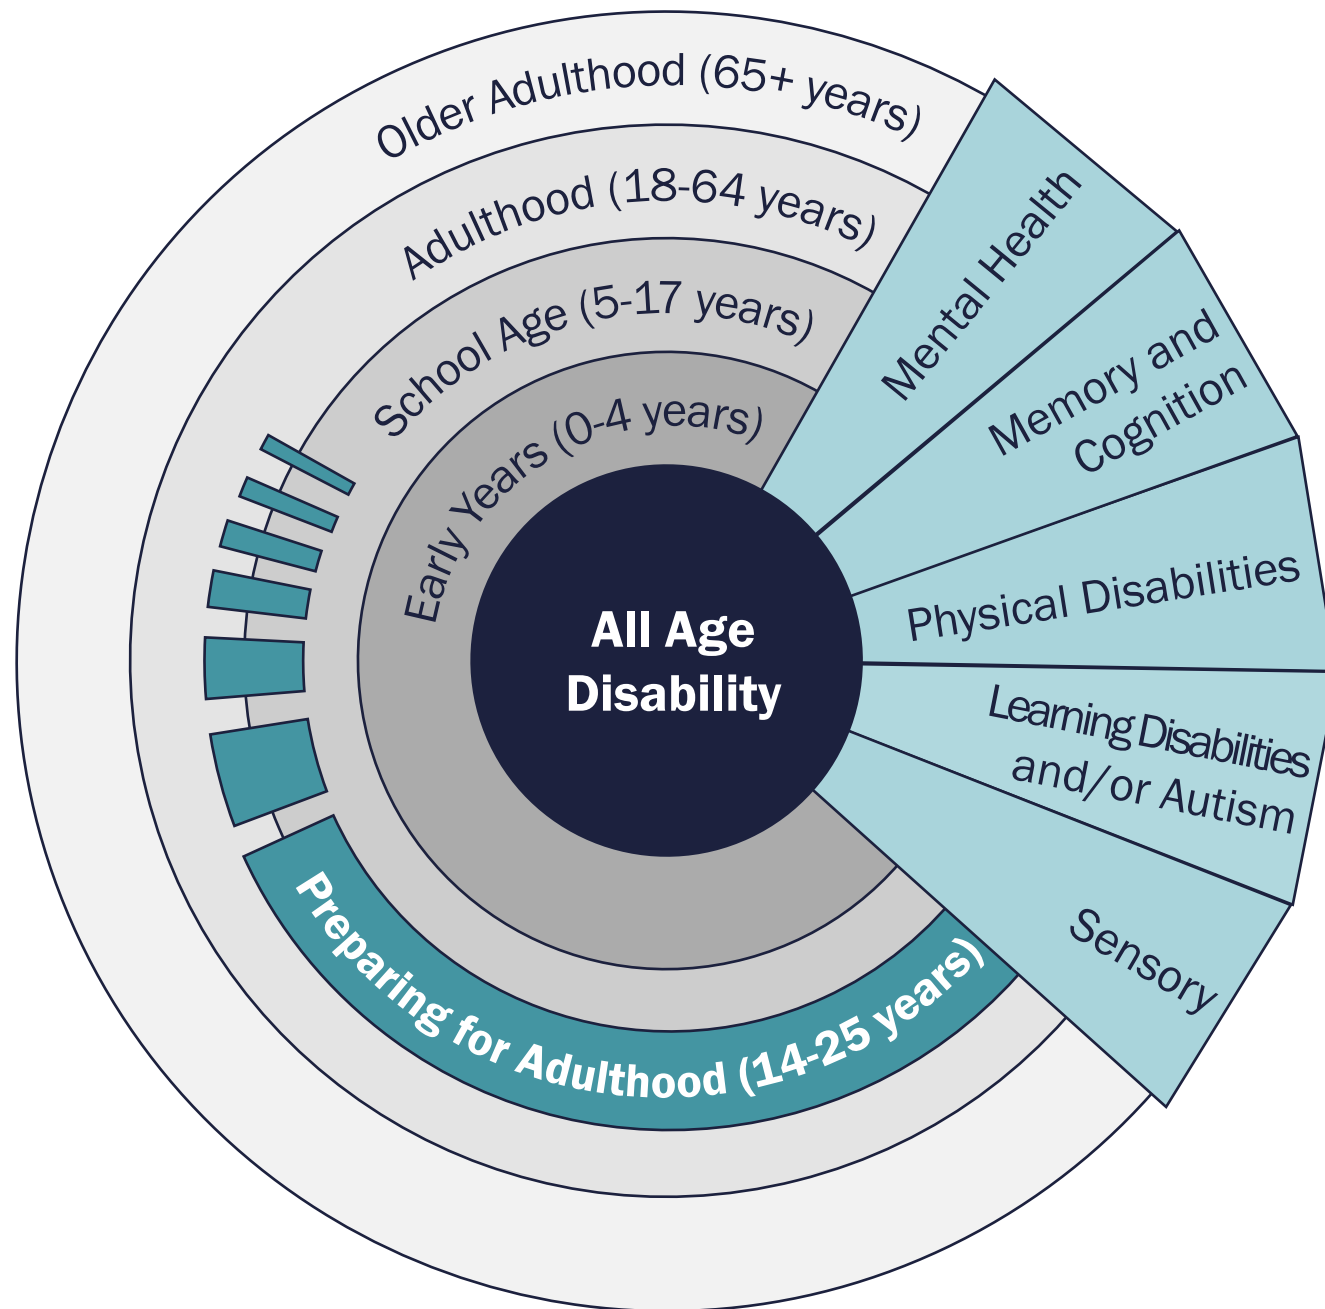 Older Adulthood (65+ years)
Adulthood (18-64 years)
School Age (5-17 years)
Early Years (0-4 years)
All Age
Disability
Preparing for Adulthood (14-25 years)
Mental Health
Memory and
Cognition
Physical Disabilities
Learning Disabilities
and/or Autism
Sensory